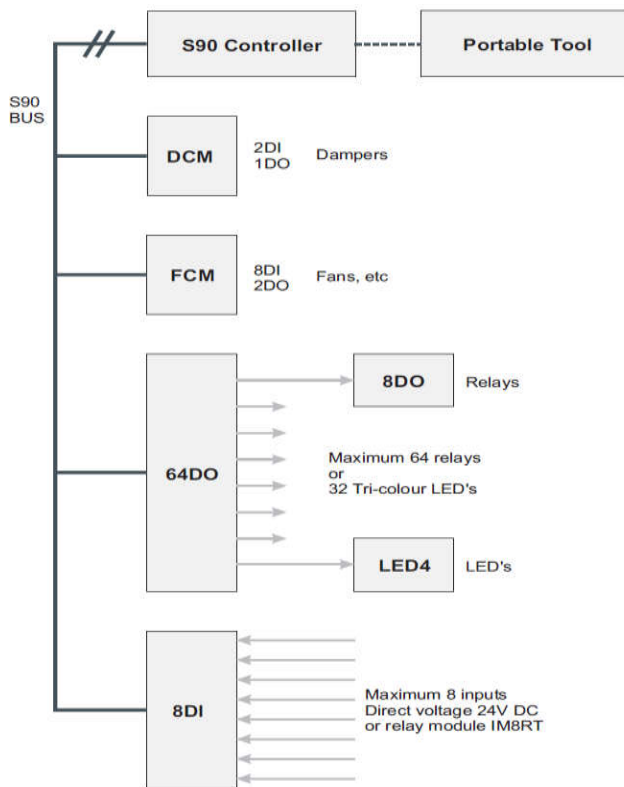 S90 Controller
Portable Tool
S90
BUS
DCM
2DI
1DO
Dampers
FCM
8DI
2DO
Fans, etc
64DO
8DO
Relays
Maximum 64 relays
or
32 Tri-colour LED's
LED4
LED's
8DI
Maximum 8 inputs
Direct voltage 24V DC
or relay module IM8RT